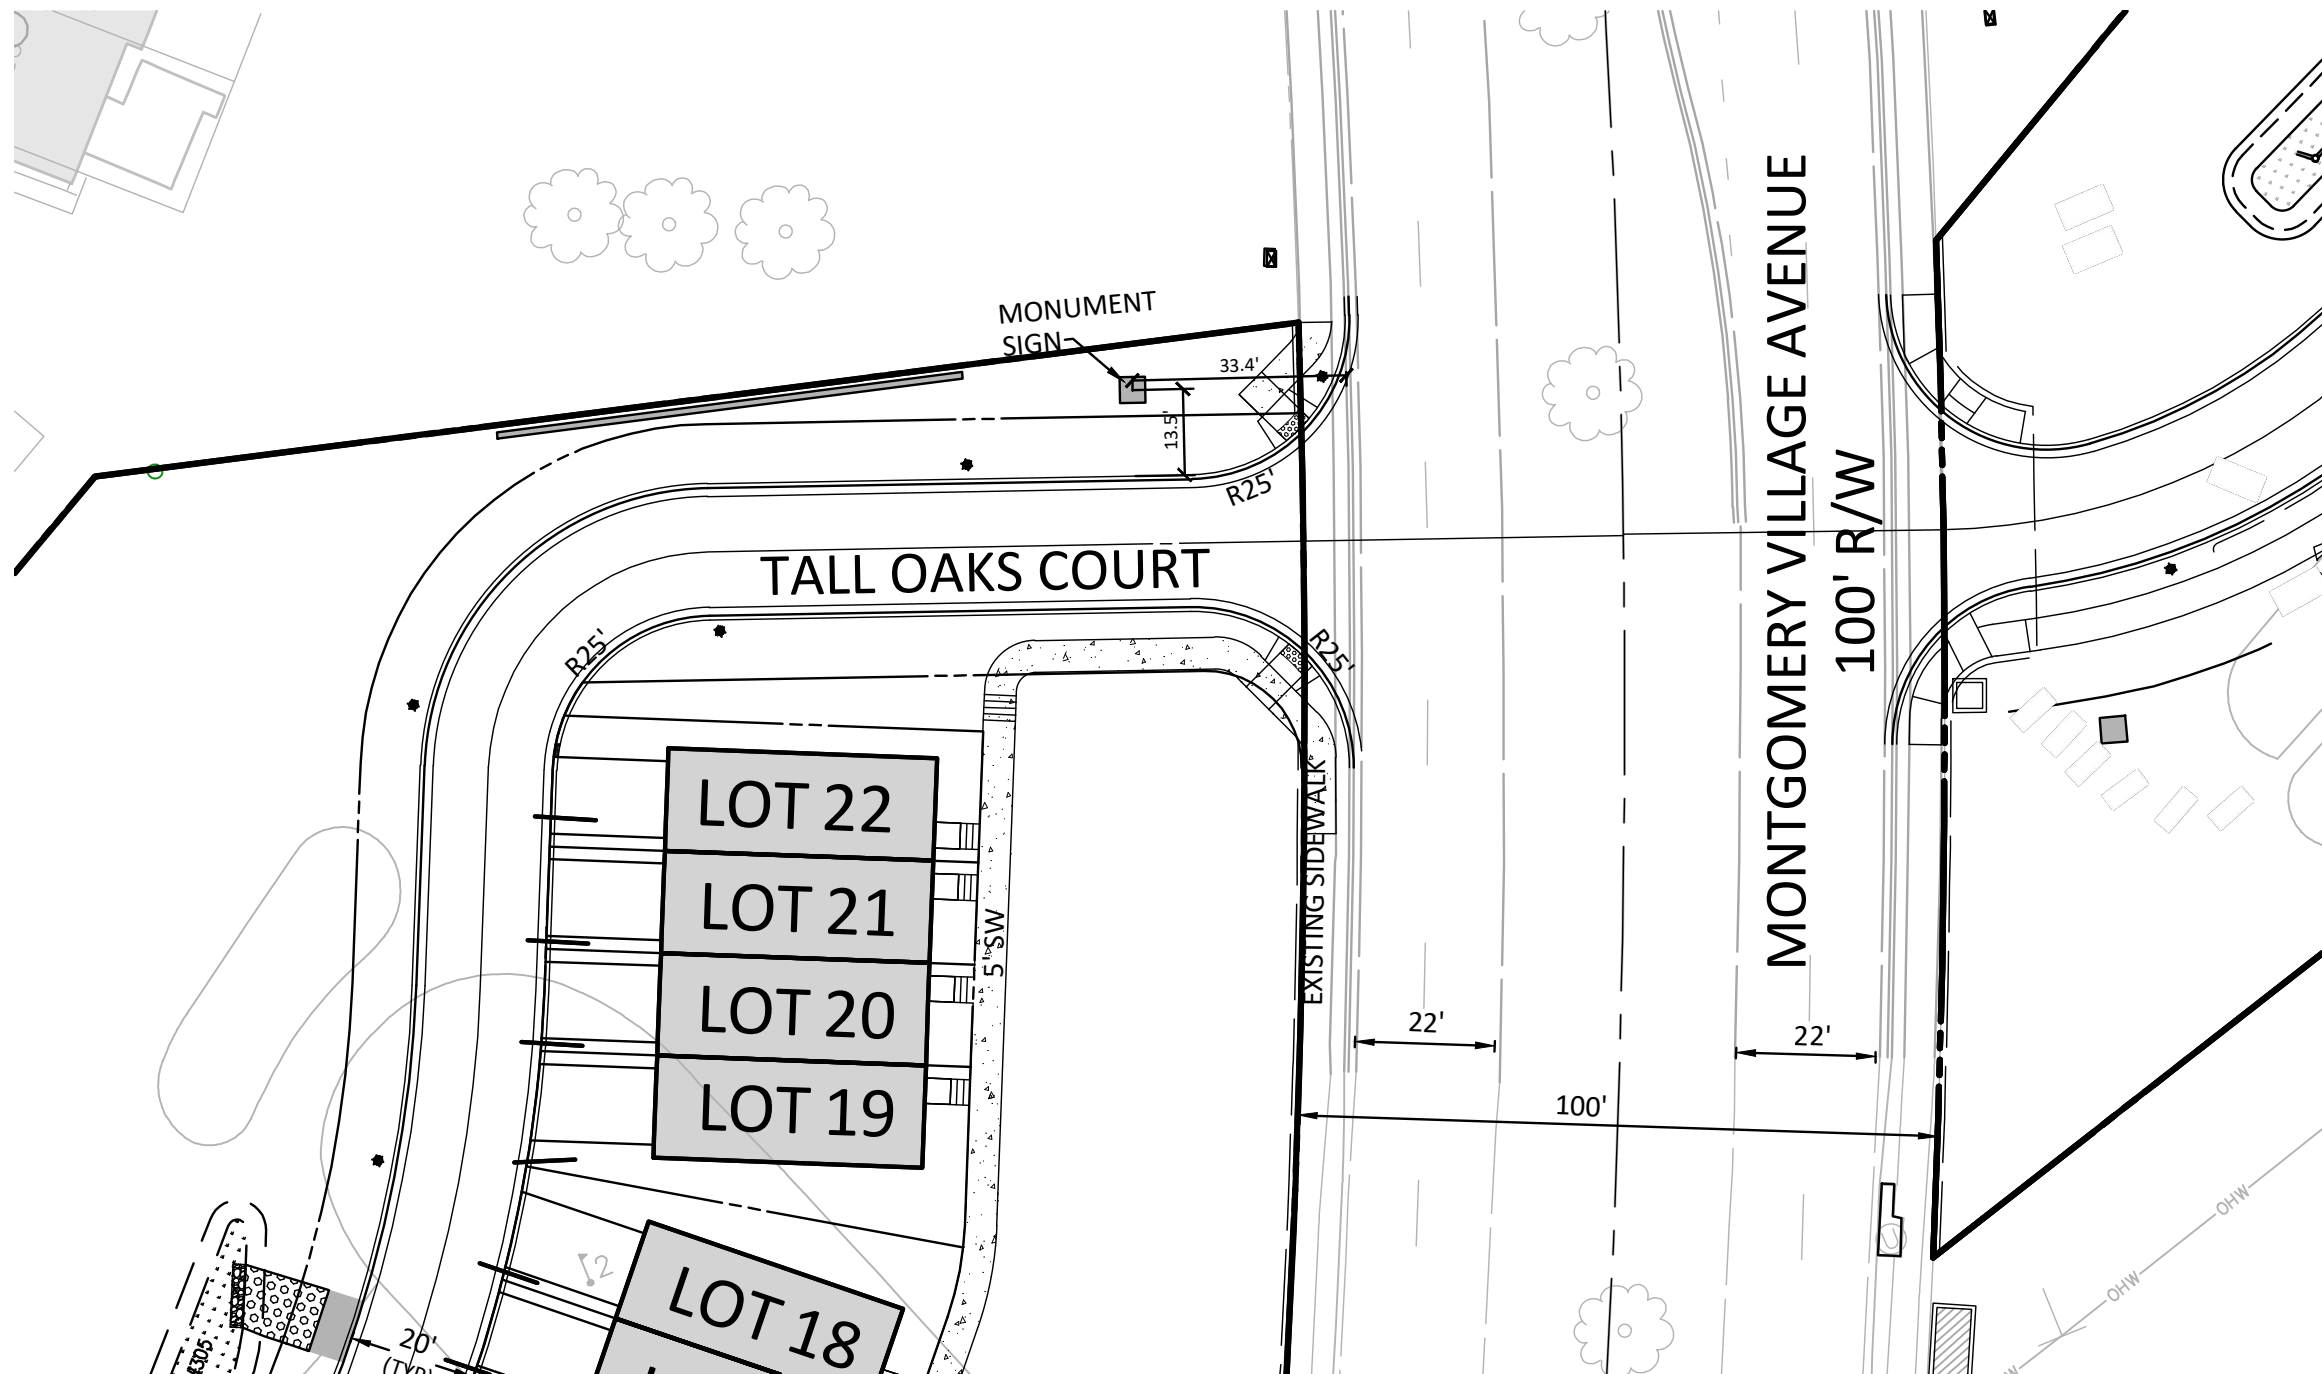 MONUMENT
SIGN
33.4'
13.5'
R25'
TALL OAKS COURT
R25'
R25'
MONTGOMERY VILLAGE AVENUE
100' R/W
LOT 22
LOT 21
LOT 20
LOT 19
LOT 18
5' SW
EXISTING SIDEWALK
22'
22'
100'
2
20'
(TYP)
OHW
OHW